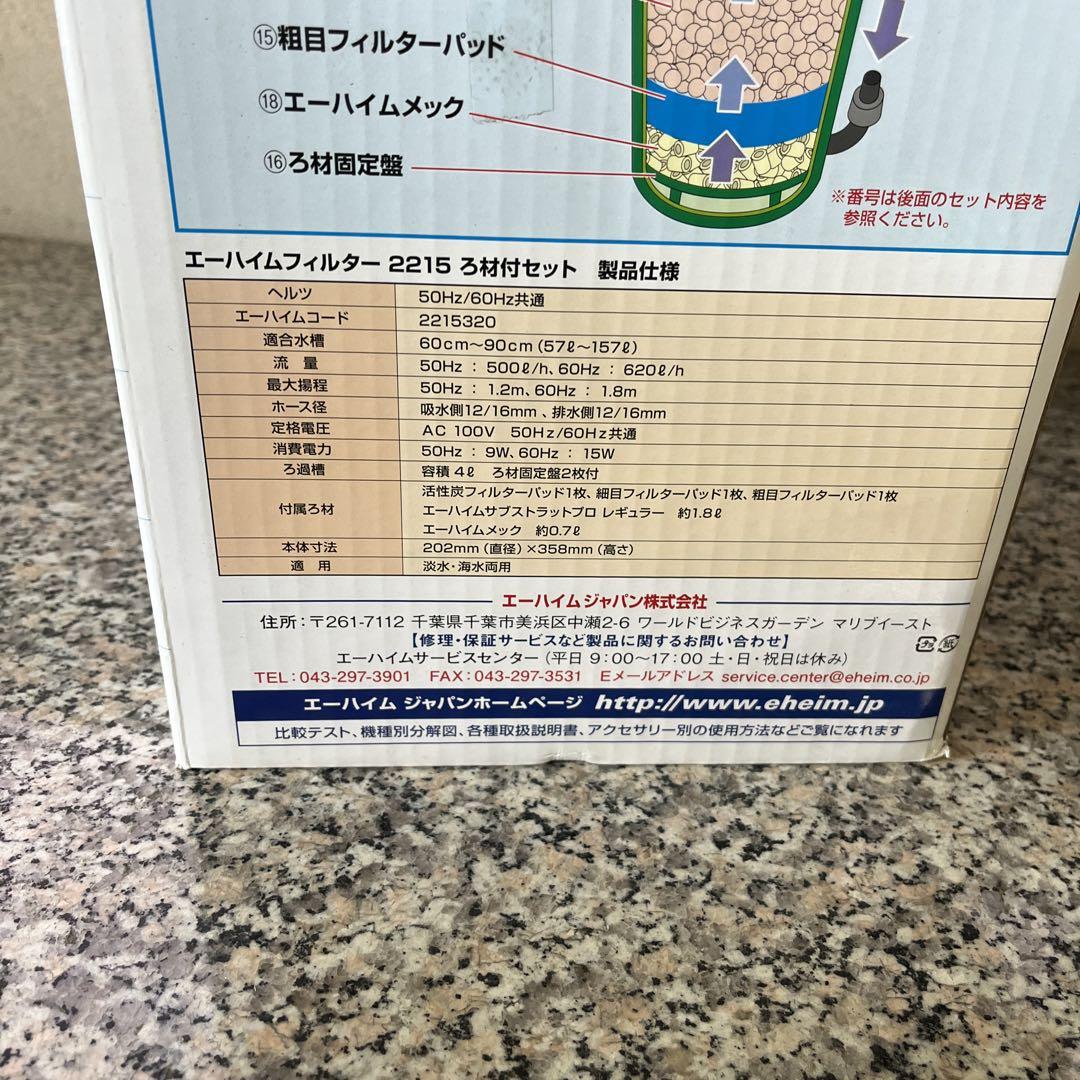 ⑮粗目フィルターパッド
⑱エーハイムメック
⑯ろ材固定盤
※番号は後面のセット内容を
参照ください。
エーハイムフィルター 2215 ろ材付セット 製品仕様
ヘルツ 50Hz/60Hz共通
エーハイムコード 2215320
適合水槽 60cm〜90cm (57ℓ〜157ℓ)
流 量 50Hz : 500ℓ/h、60Hz : 620ℓ/h
最大揚程 50Hz : 1.2m、60Hz : 1.8m
ホース径 吸水側12/16mm 、排水側12/16mm
定格電圧 AC 100V 50Hz/60Hz共通
消費電力 50Hz : 9W、60Hz : 15W
ろ過槽 容積 4ℓ ろ材固定盤2枚付
付属ろ材 活性炭フィルターパッド1枚、細目フィルターパッド1枚、粗目フィルターパッド1枚
エーハイムサブストラットプロ レギュラー 約1.8ℓ
エーハイムメック 約0.7ℓ
本体寸法 202mm (直径) ×358mm (高さ)
適 用 淡水・海水両用
エーハイム ジャパン株式会社
住所:〒261-7112 千葉県千葉市美浜区中瀬2-6 ワールドビジネスガーデン マリブイースト
【修理・保証サービスなど製品に関するお問い合わせ】
エーハイムサービスセンター (平日 9:00〜17:00 土・日・祝日は休み)
TEL:043-297-3901 FAX:043-297-3531 Eメールアドレス service.center@eheim.co.jp
プラ 紙
エーハイム ジャパンホームページ http://www.eheim.jp
比較テスト、機種別分解図、各種取扱説明書、アクセサリー別の使用方法などご覧になれます